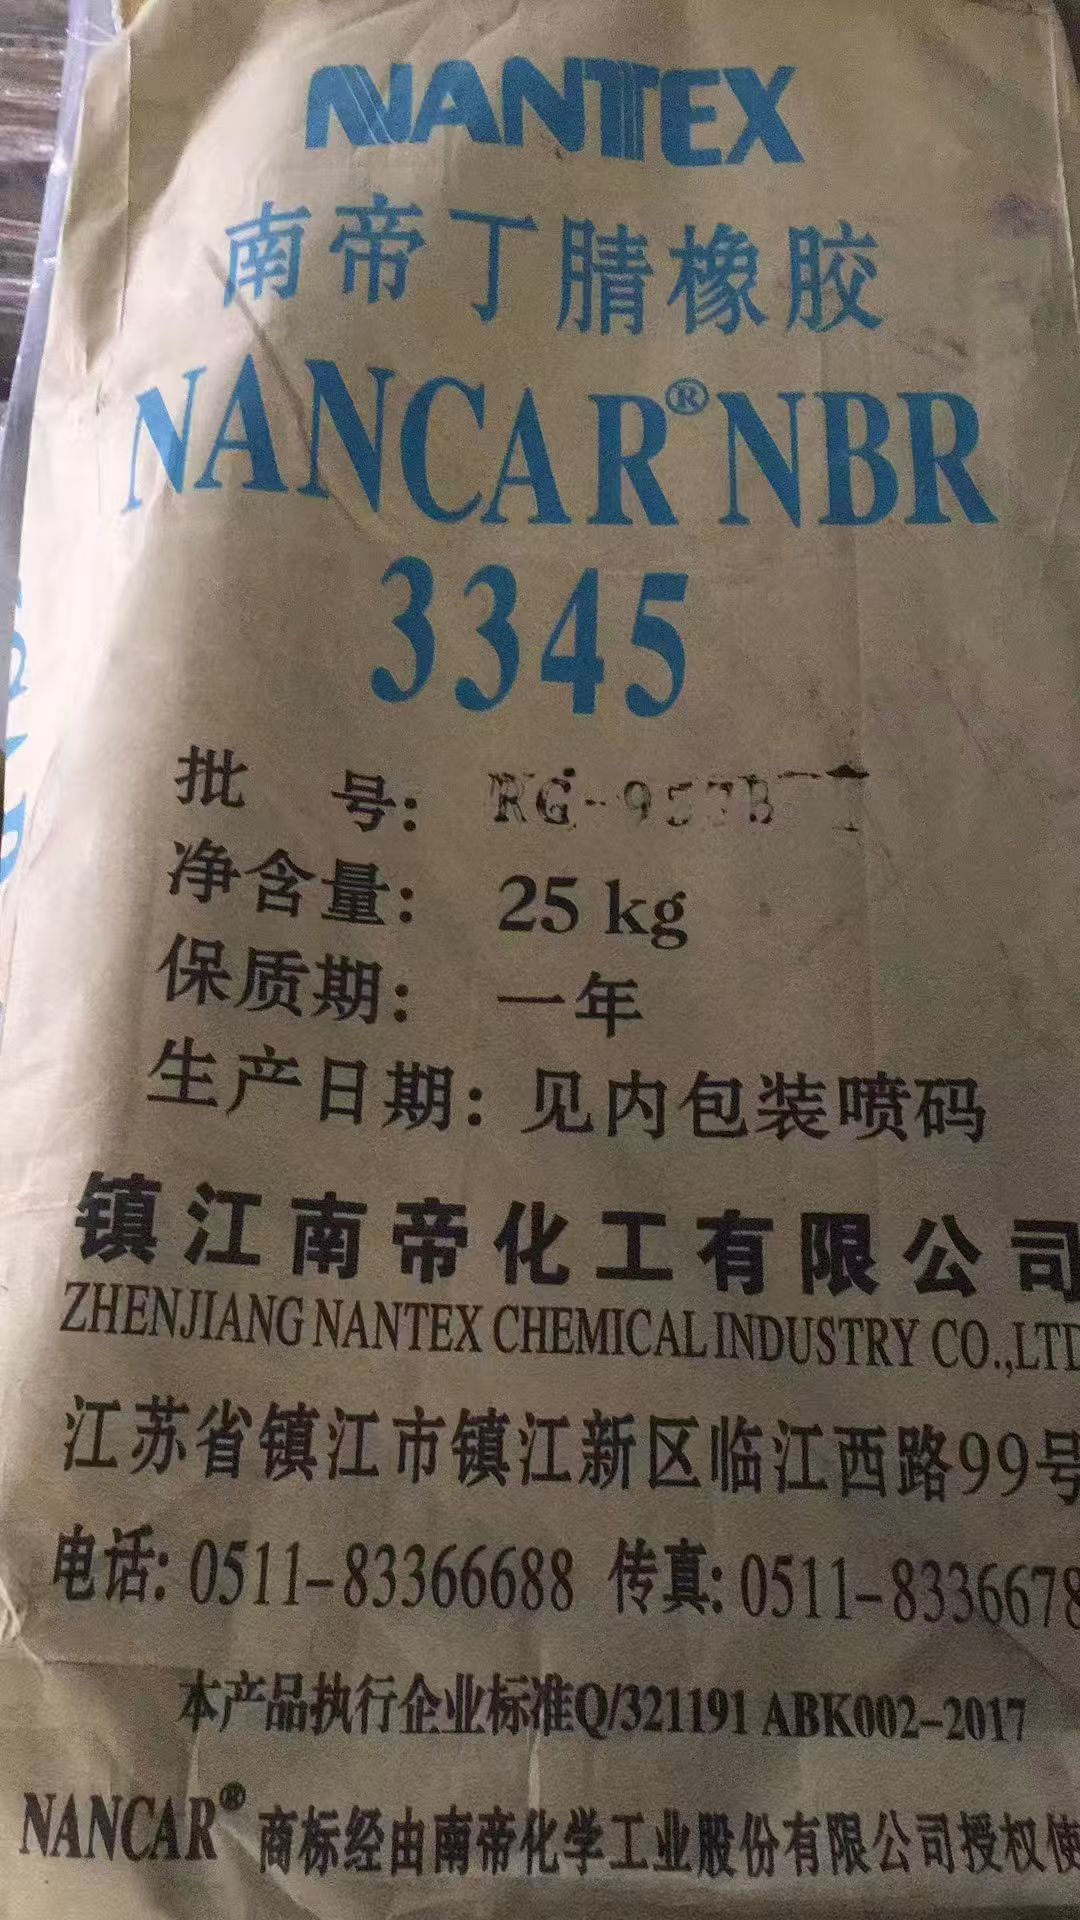 NANTEX
南帝丁腈橡胶
NANCAR® NBR
3345
批 号:
净含量: 25 kg
保质期: 一年
生产日期: 见内包装喷码
镇江南帝化工有限公司
ZHENJIANG NANTEX CHEMICAL INDUSTRY CO.,LTD
江苏省镇江市镇江新区临江西路99号
电话: 0511-83366688 传真: 0511-8336678
本产品执行企业标准Q/321191 ABK002-2017
NANCAR® 商标经由南帝化学工业股份有限公司授权使